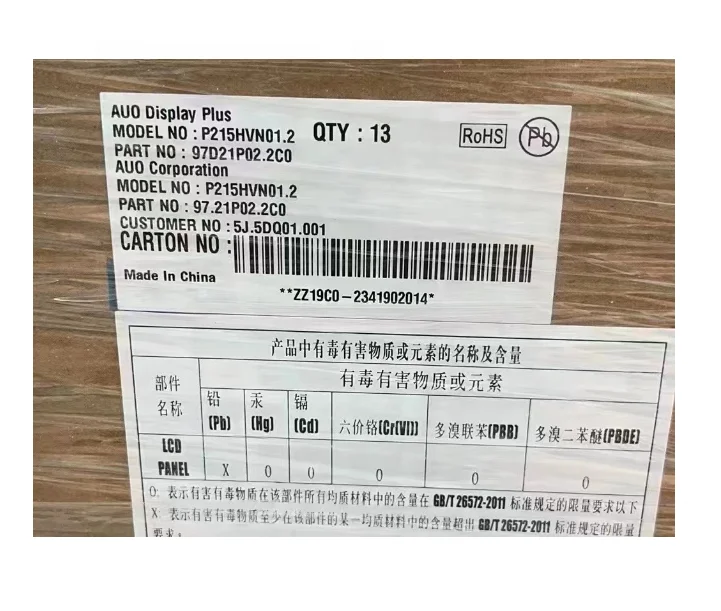 AUO Display Plus
MODEL NO : P215HVN01.2 QTY : 13 RoHS Pb
PART NO : 97D21P02.2C0
AUO Corporation
MODEL NO : P215HVN01.2
PART NO : 97.21P02.2C0
CUSTOMER NO : 5J.5DQ01.001
CARTON NO :
Made In China
**ZZ19C0-2341902014*
产品中有毒有害物质或元素的名称及含量
部件名称 有毒有害物质或元素
铅(Pb) 汞(Hg) 镉(Cd) 六价铬(Cr(VI)) 多溴联苯(PBB) 多溴二苯醚(PBDE)
LCD PANEL X 0 0 0 0 0
0: 表示有害有毒物质在该部件所有均质材料中的含量在 GB/T 26572-2011 标准规定的限量要求以下
X: 表示有害有毒物质至少在该部件的某一均质材料中的含量超出 GB/T 26572-2011 标准规定的限量
要求。